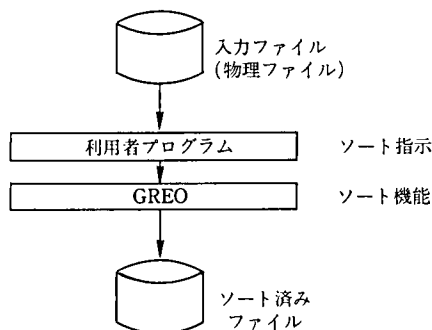 入力ファイル
(物理ファイル)
利用者プログラム
ソート指示
GREO
ソート機能
ソート済み
ファイル